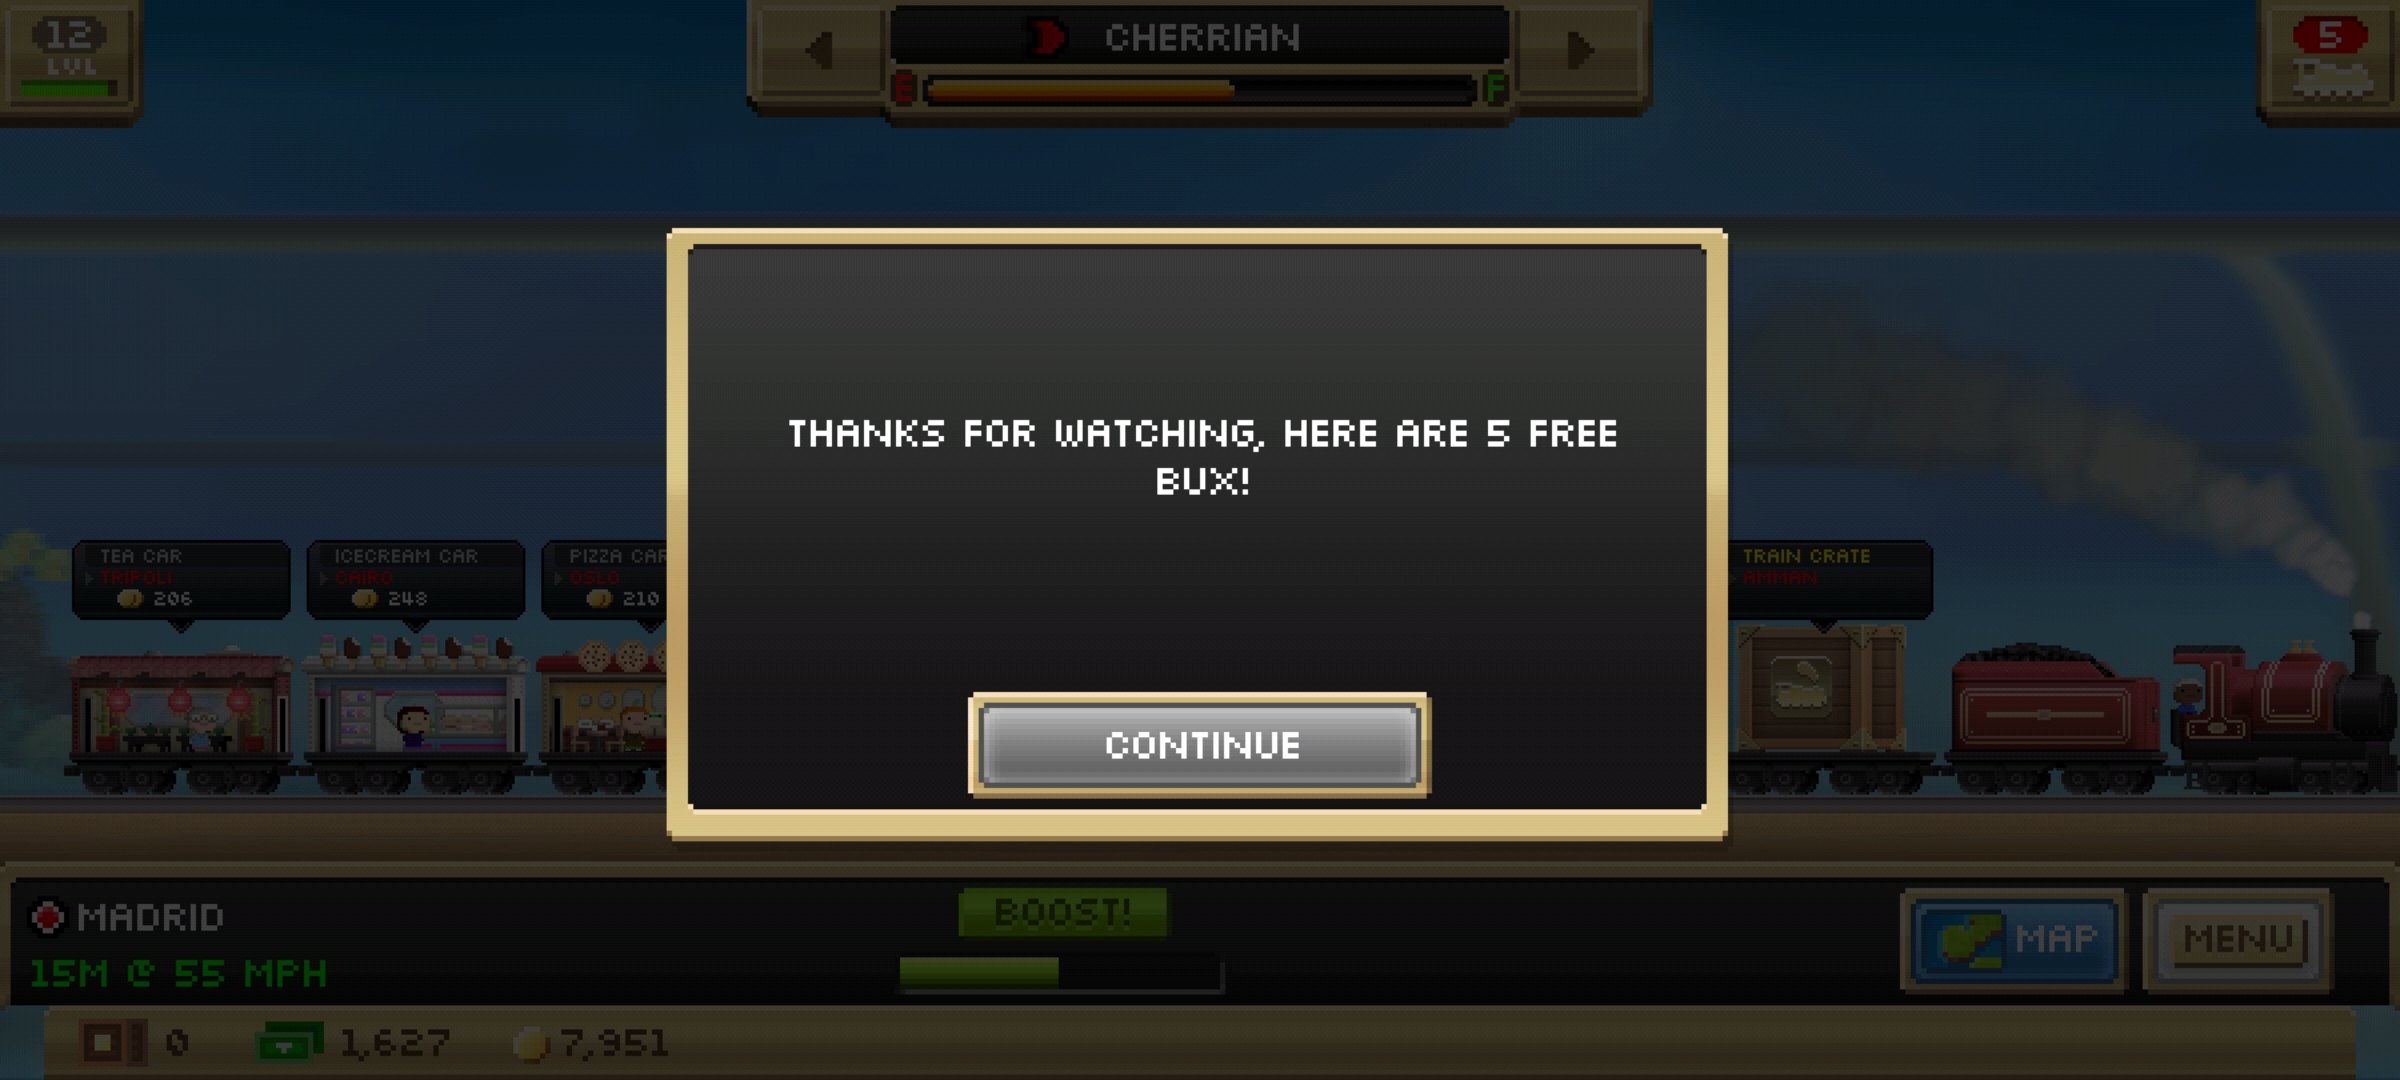 12
LVL
CHERRIAN
E
F
5
THANKS FOR WATCHING, HERE ARE 5 FREE
BUX!
CONTINUE
TEA CAR
TRIPOLI
206
ICECREAM CAR
CAIRO
248
PIZZA CAR
OSLO
210
TRAIN CRATE
AMMAN
MADRID
15M @ 55 MPH
BOOST!
MAP
MENU
0
1,627
7,951